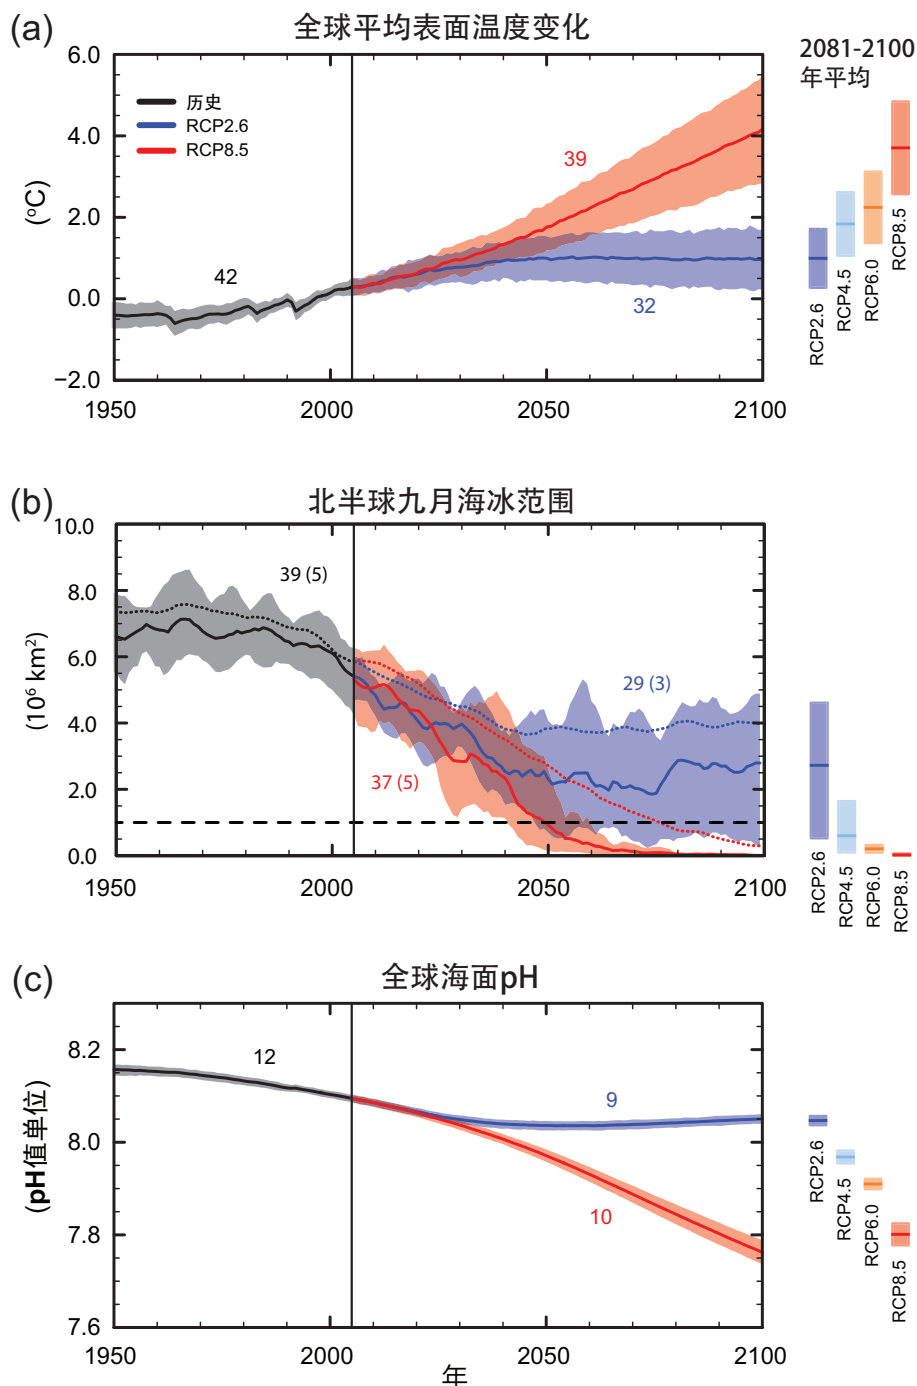 (a)
全球平均表面温度变化
6.0
4.0
2.0
0.0
−2.0
(ºC)
历史
RCP2.6
RCP8.5
42
39
32
1950
2000
2050
2100
2081-2100
年平均
RCP2.6
RCP4.5
RCP6.0
RCP8.5
(b)
北半球九月海冰范围
10.0
8.0
6.0
4.0
2.0
0.0
(10⁶ km²)
39 (5)
29 (3)
37 (5)
1950
2000
2050
2100
RCP2.6
RCP4.5
RCP6.0
RCP8.5
(c)
全球海面pH
8.2
8.0
7.8
7.6
(pH值单位)
12
9
10
1950
2000
2050
2100
年
RCP2.6
RCP4.5
RCP6.0
RCP8.5